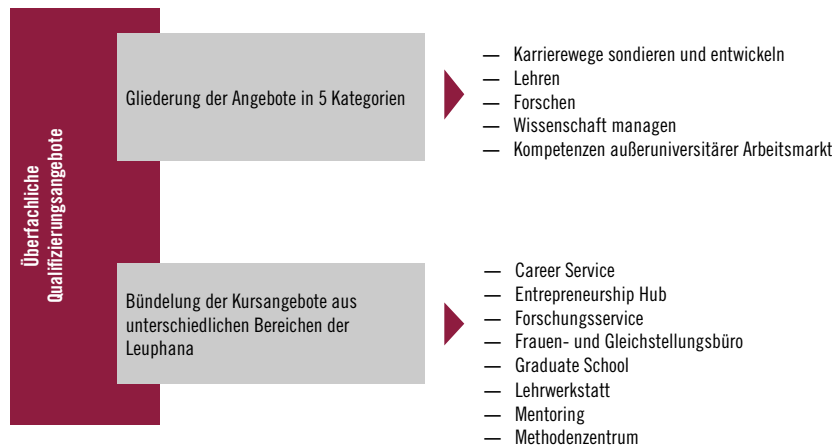 Überfachliche
Qualifizierungsangebote
Gliederung der Angebote in 5 Kategorien
— Karrierewege sondieren und entwickeln
— Lehren
— Forschen
— Wissenschaft managen
— Kompetenzen außeruniversitärer Arbeitsmarkt
Bündelung der Kursangebote aus
unterschiedlichen Bereichen der
Leuphana
— Career Service
— Entrepreneurship Hub
— Forschungsservice
— Frauen- und Gleichstellungsbüro
— Graduate School
— Lehrwerkstatt
— Mentoring
— Methodenzentrum